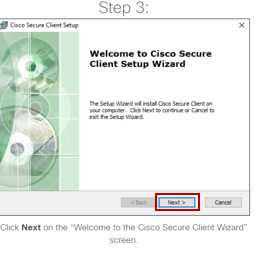 Step 3:
Cisco Secure Client Setup
Welcome to Cisco Secure
Client Setup Wizard
The Setup Wizard will install Cisco Secure Client on
your computer. Click Next to continue or Cancel to
exit the Setup Wizard.
< Back
Next >
Cancel
Click Next on the “Welcome to the Cisco Secure Client Wizard”
screen.